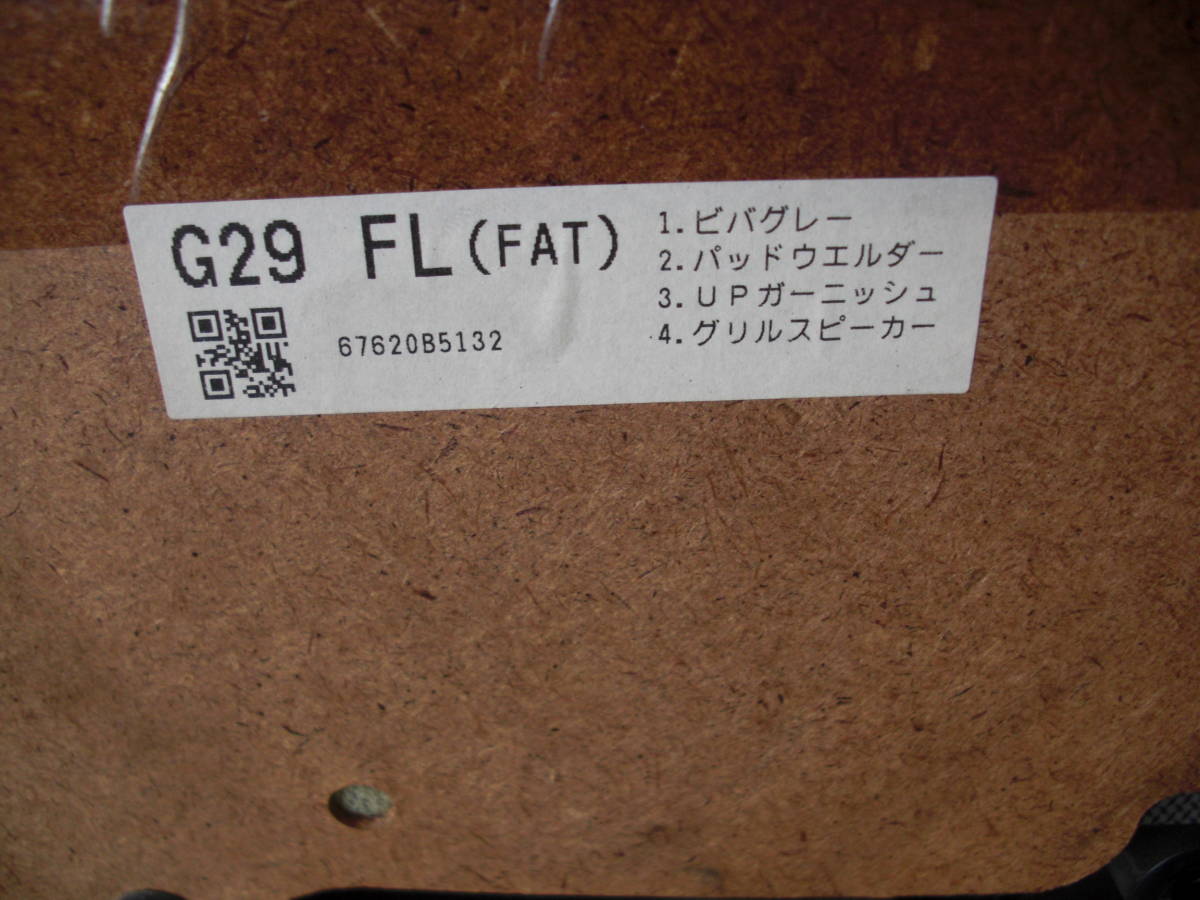 G29 FL(FAT)
67620B5132
1.ビバグレー
2.パッドウエルダー
3.UPガーニッシュ
4.グリルスピーカー